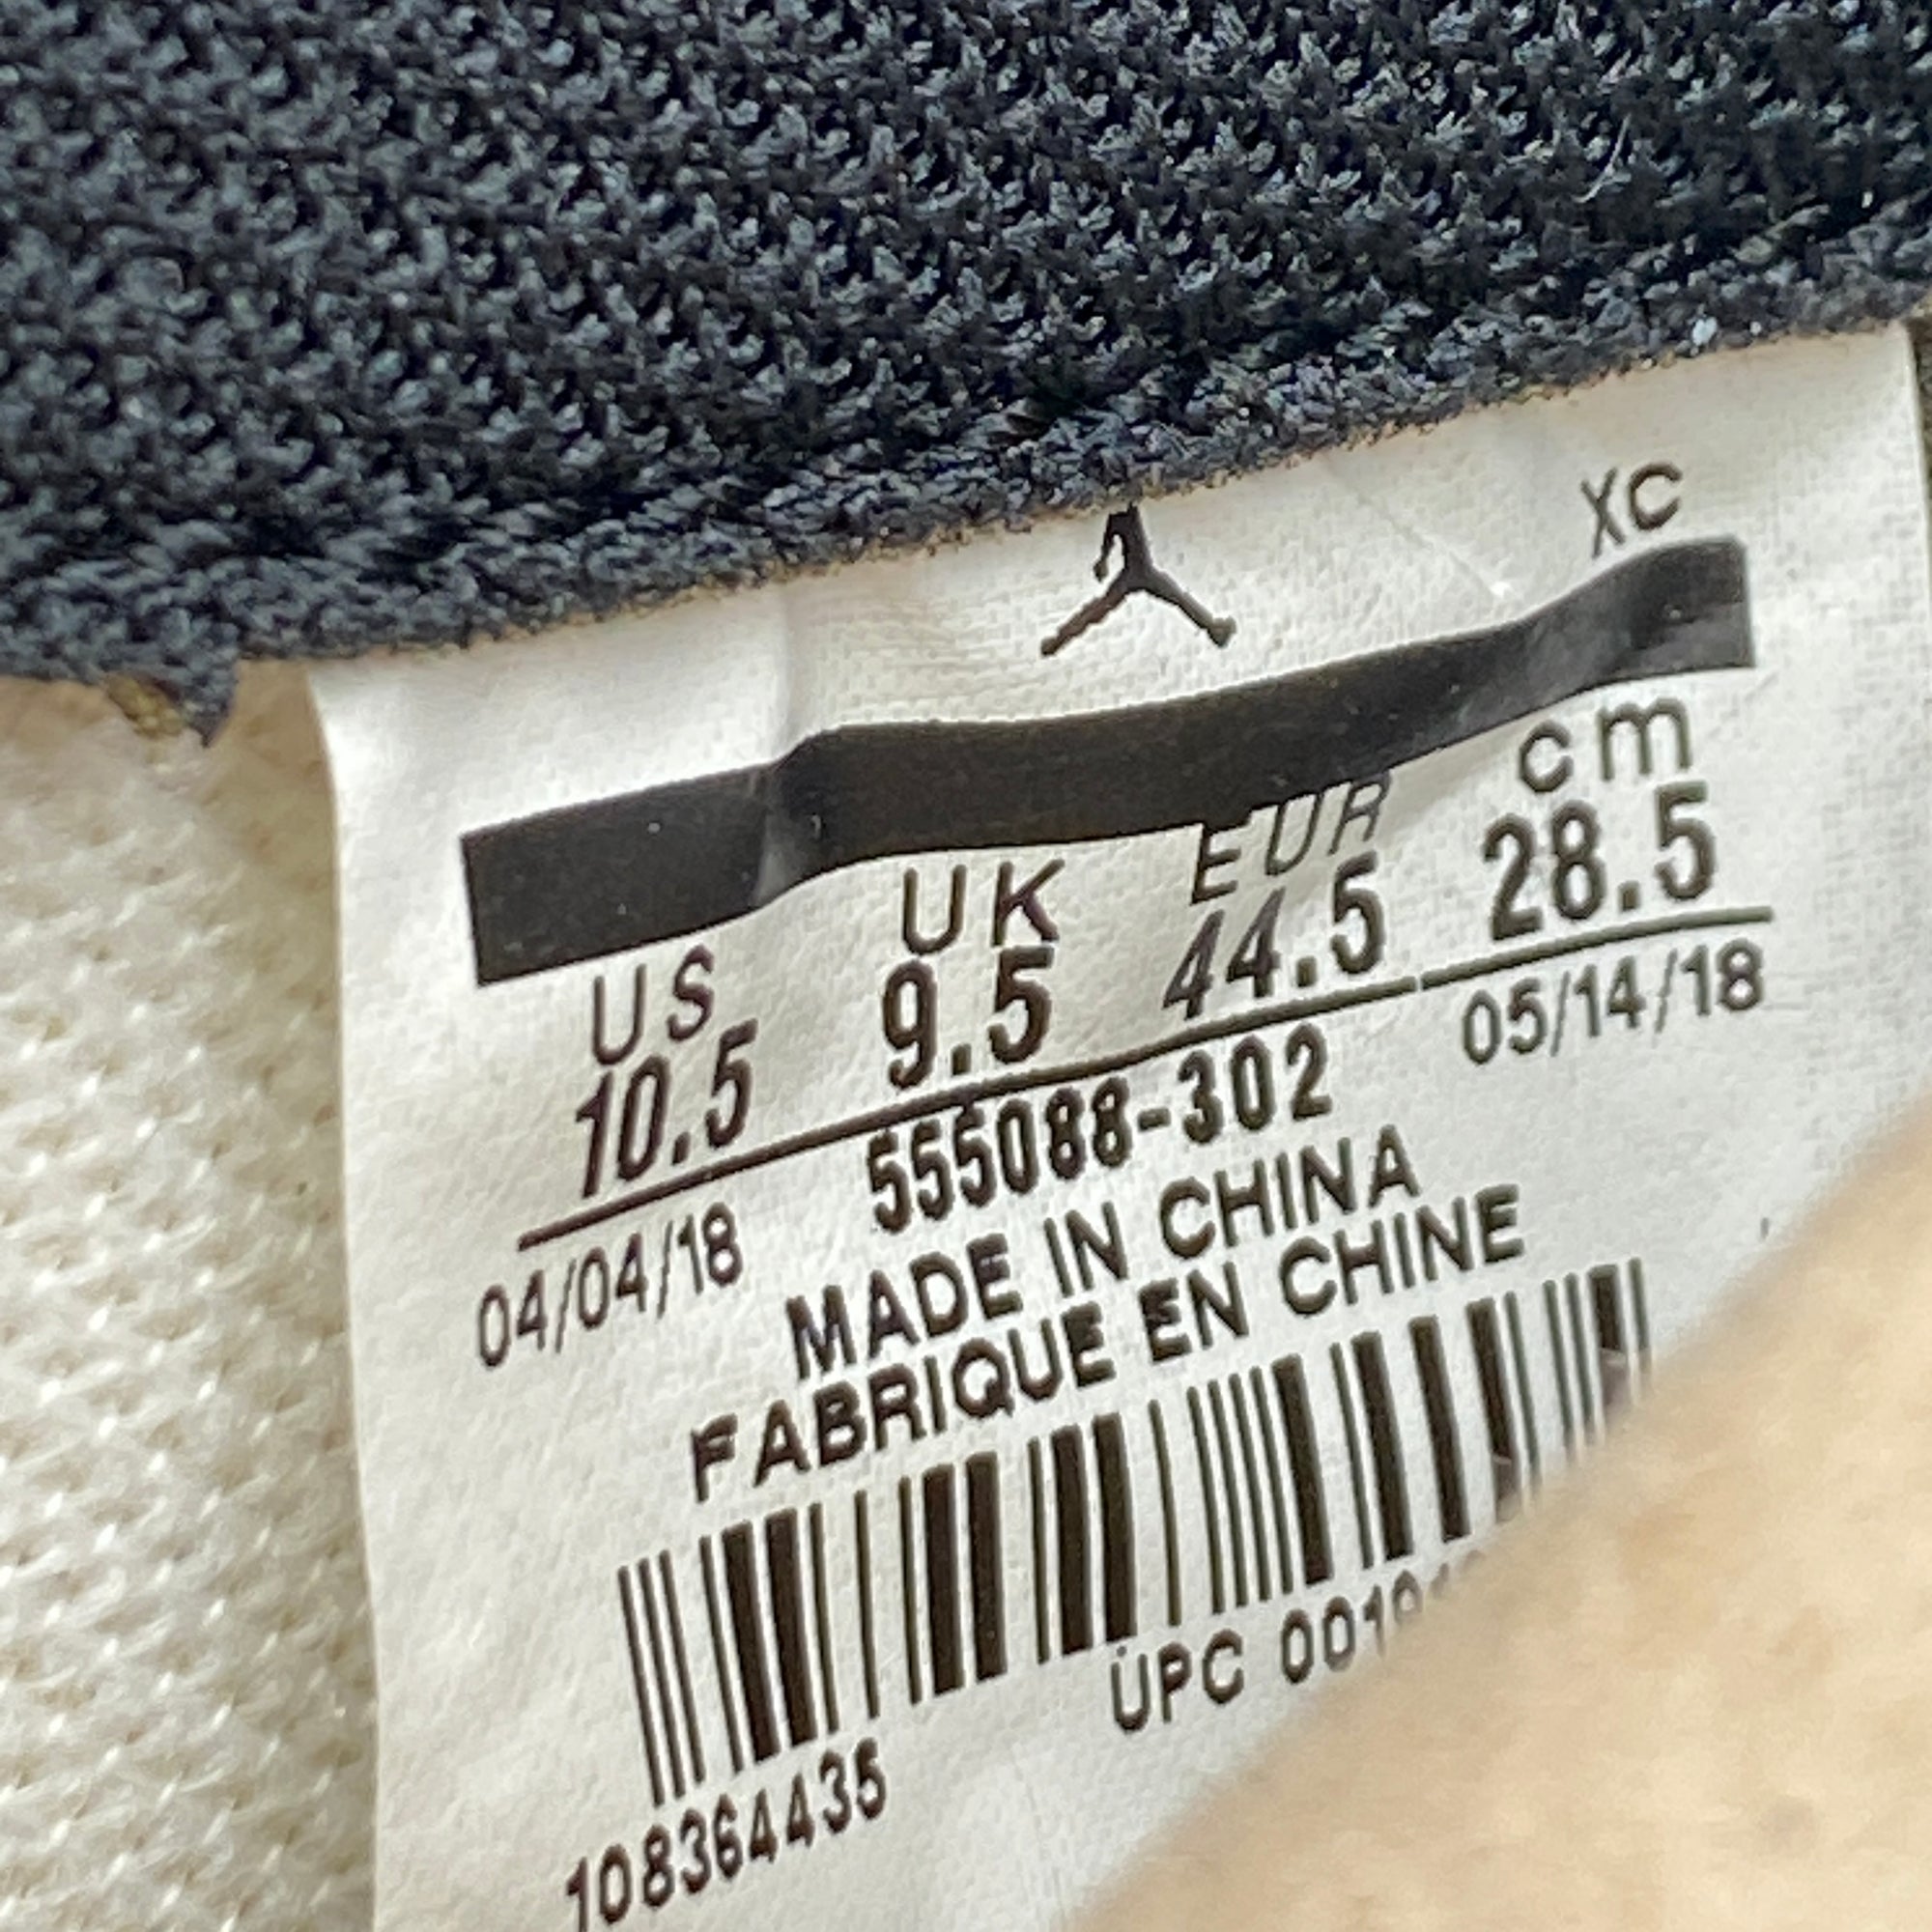 XC
US UK EUR cm
10.5 9.5 44.5 28.5
04/04/18 555088-302 05/14/18
MADE IN CHINA
FABRIQUE EN CHINE
108364435 UPC 0019